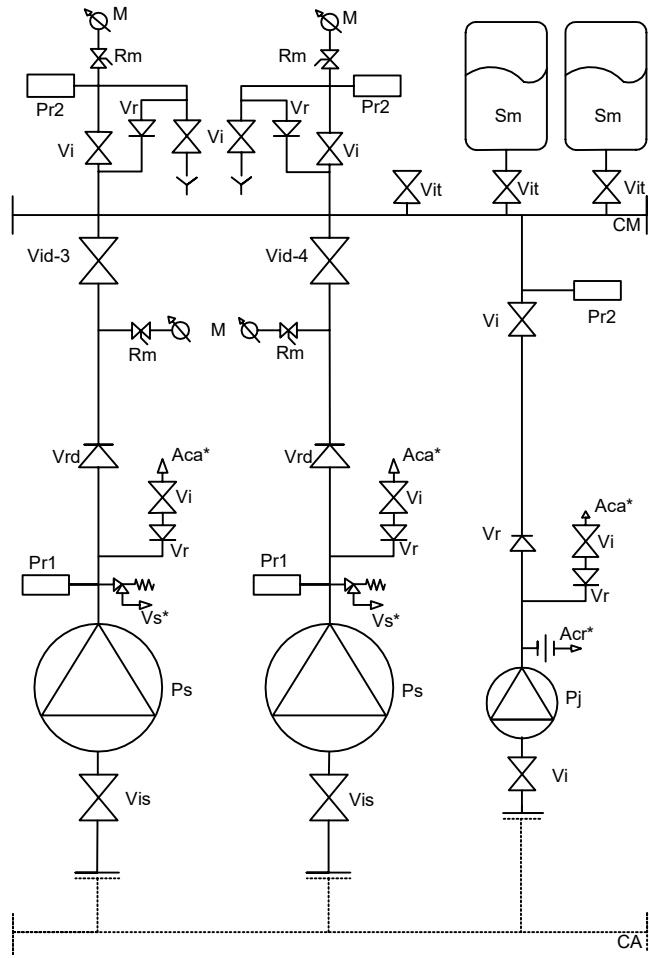 M M
Rm Rm
Pr2 Vr Vr Pr2 Sm Sm
Vi Vi Vi Vi
Vit Vit Vit
CM
Vid-3 Vid-4
Vi Pr2
M
Rm Rm
Vrd Aca* Vrd Aca*
Vi Vi Aca*
Vr Vr Vr Vi
Pr1 Pr1 Vr
Vs* Vs* Acr*
Ps Ps Pj
Vi
Vis Vis
CA